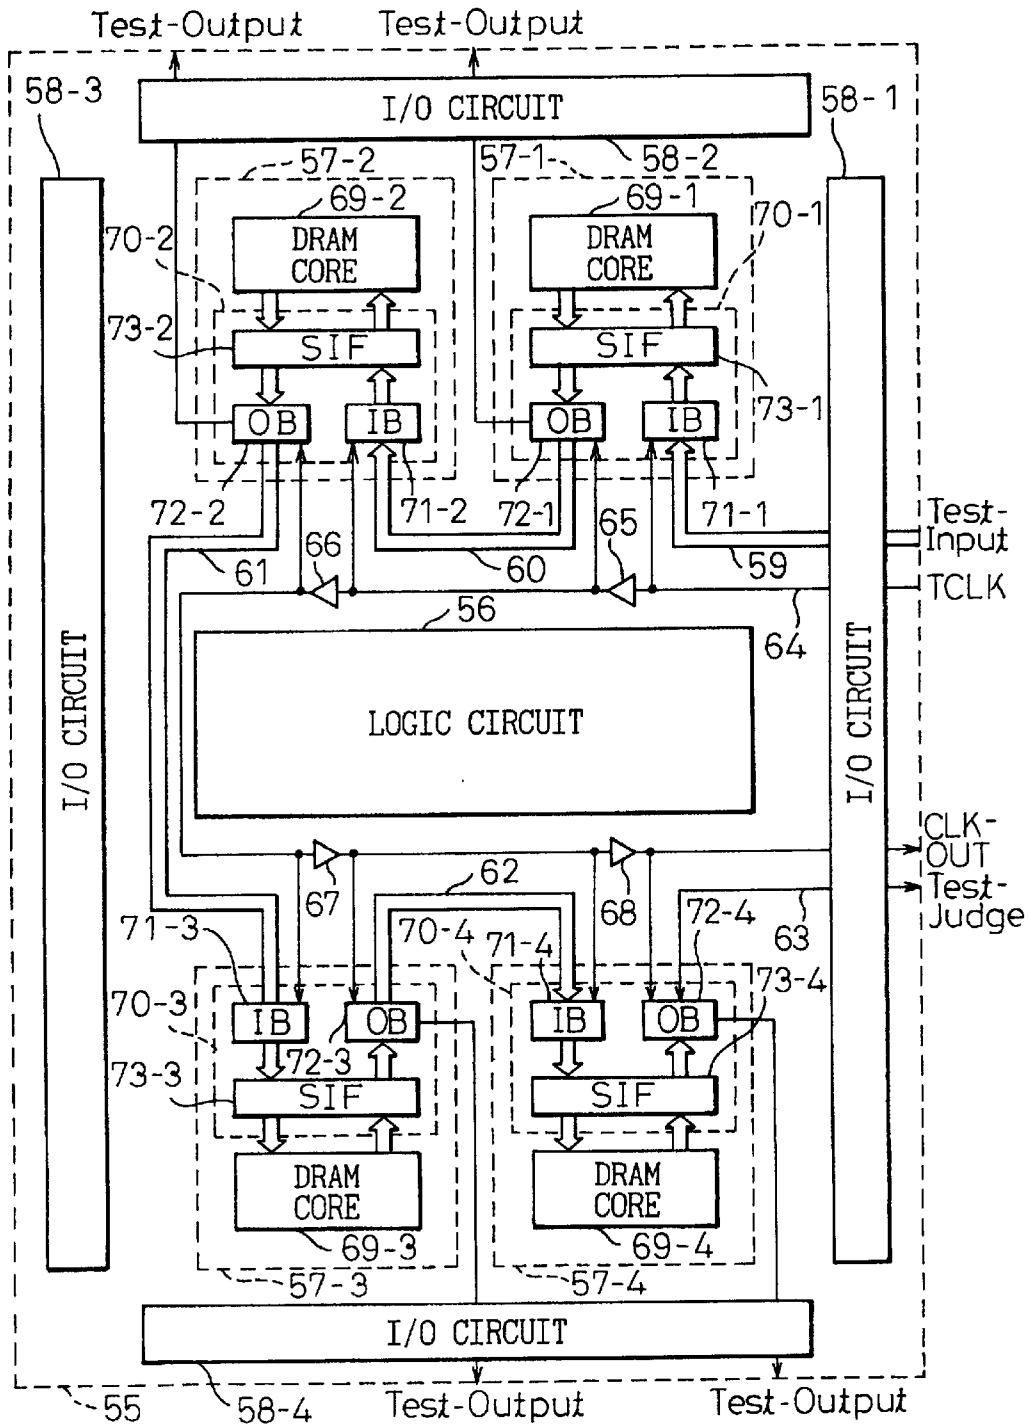 Test-Output
Test-Output
58-3
I/O CIRCUIT
58-1
57-2
57-1
58-2
69-2
69-1
70-2
DRAM
CORE
DRAM
CORE
70-1
73-2
SIF
SIF
73-1
OB
IB
OB
IB
72-2
71-2
72-1
71-1
61
66
60
65
59
Test-
Input
TCLK
64
56
LOGIC CIRCUIT
I/O CIRCUIT
I/O CIRCUIT
CLK-
OUT
67
62
68
72-4
63
Test-
Judge
71-3
70-4
71-4
73-4
70-3
IB
OB
IB
OB
72-3
73-3
SIF
SIF
DRAM
CORE
DRAM
CORE
69-3
69-4
57-3
57-4
I/O CIRCUIT
55
58-4
Test-Output
Test-Output